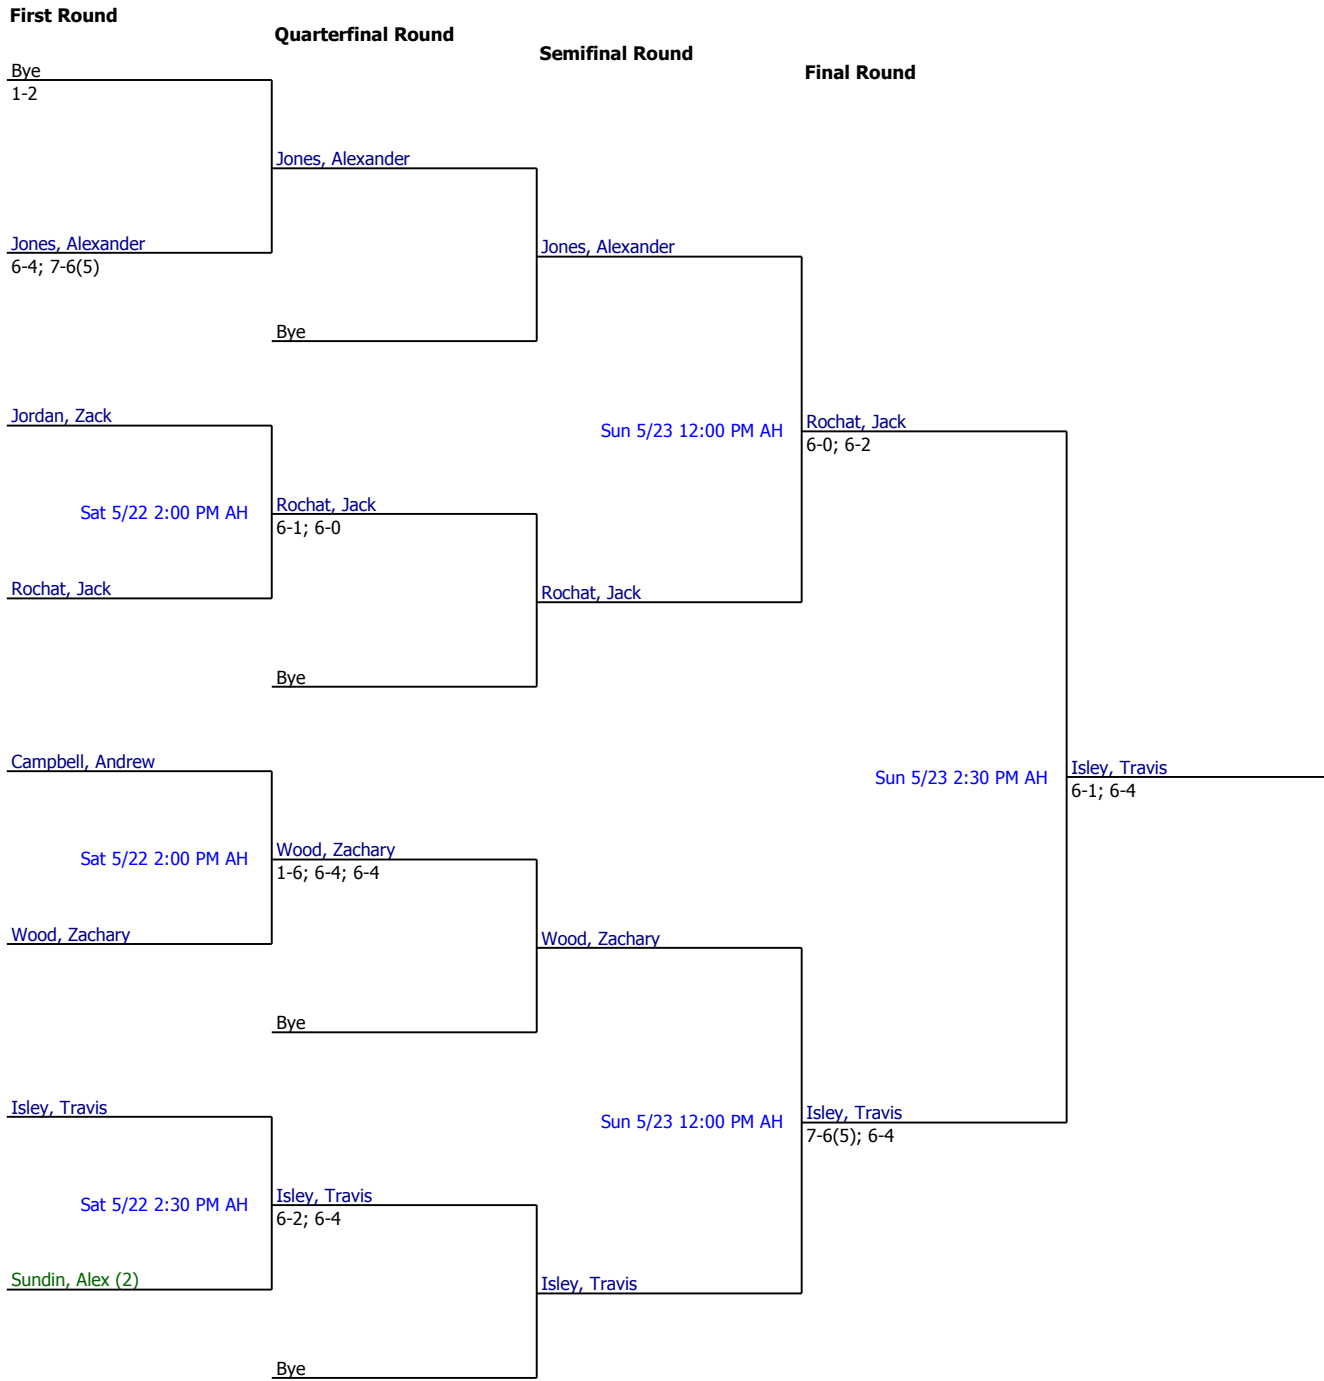 First Round
Quarterfinal Round
Semifinal Round
Final Round
Bye
1-2
Jones, Alexander
Jones, Alexander
6-4; 7-6(5)
Jones, Alexander
Bye
Jordan, Zack
Sun 5/23 12:00 PM AH
Rochat, Jack
6-0; 6-2
Sat 5/22 2:00 PM AH
Rochat, Jack
6-1; 6-0
Rochat, Jack
Rochat, Jack
Bye
Campbell, Andrew
Sun 5/23 2:30 PM AH
Isley, Travis
6-1; 6-4
Sat 5/22 2:00 PM AH
Wood, Zachary
1-6; 6-4; 6-4
Wood, Zachary
Wood, Zachary
Bye
Isley, Travis
Sun 5/23 12:00 PM AH
Isley, Travis
7-6(5); 6-4
Sat 5/22 2:30 PM AH
Isley, Travis
6-2; 6-4
Sundin, Alex (2)
Isley, Travis
Bye